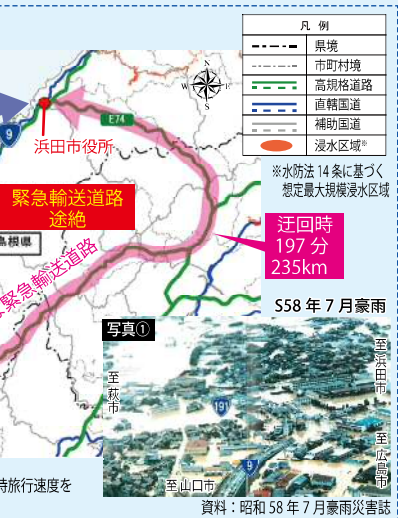 凡 例
県境
市町村境
高規格道路
直轄国道
補助国道
浸水区域※
※水防法14条に基づく
想定最大規模浸水区域
N
W
E
S
9
E74
浜田市役所
緊急輸送道路
途絶
島根県
緊急輸送道路
迂回時
197分
235km
S58年7月豪雨
写真①
至浜田市
至萩市
191
9
至広島市
至山口市
時旅行速度を
資料：昭和58年7月豪雨災害誌